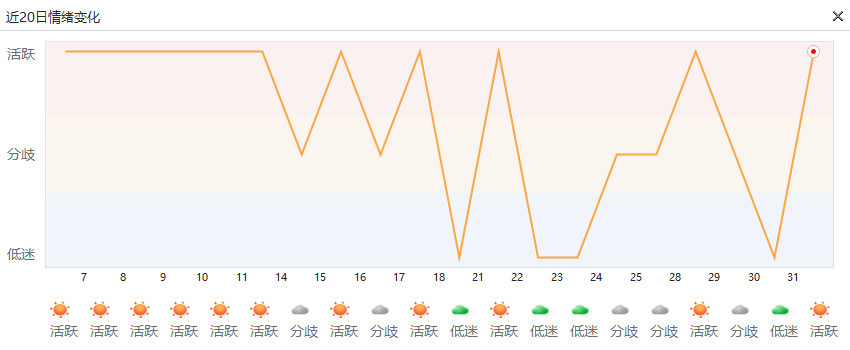 近20日情绪变化
活跃
分歧
低迷
7 8 9 10 11 14 15 16 17 18 21 22 23 24 25 28 29 30 31
活跃 活跃 活跃 活跃 活跃 活跃 分歧 活跃 分歧 活跃 低迷 活跃 低迷 低迷 分歧 分歧 活跃 分歧 低迷 活跃